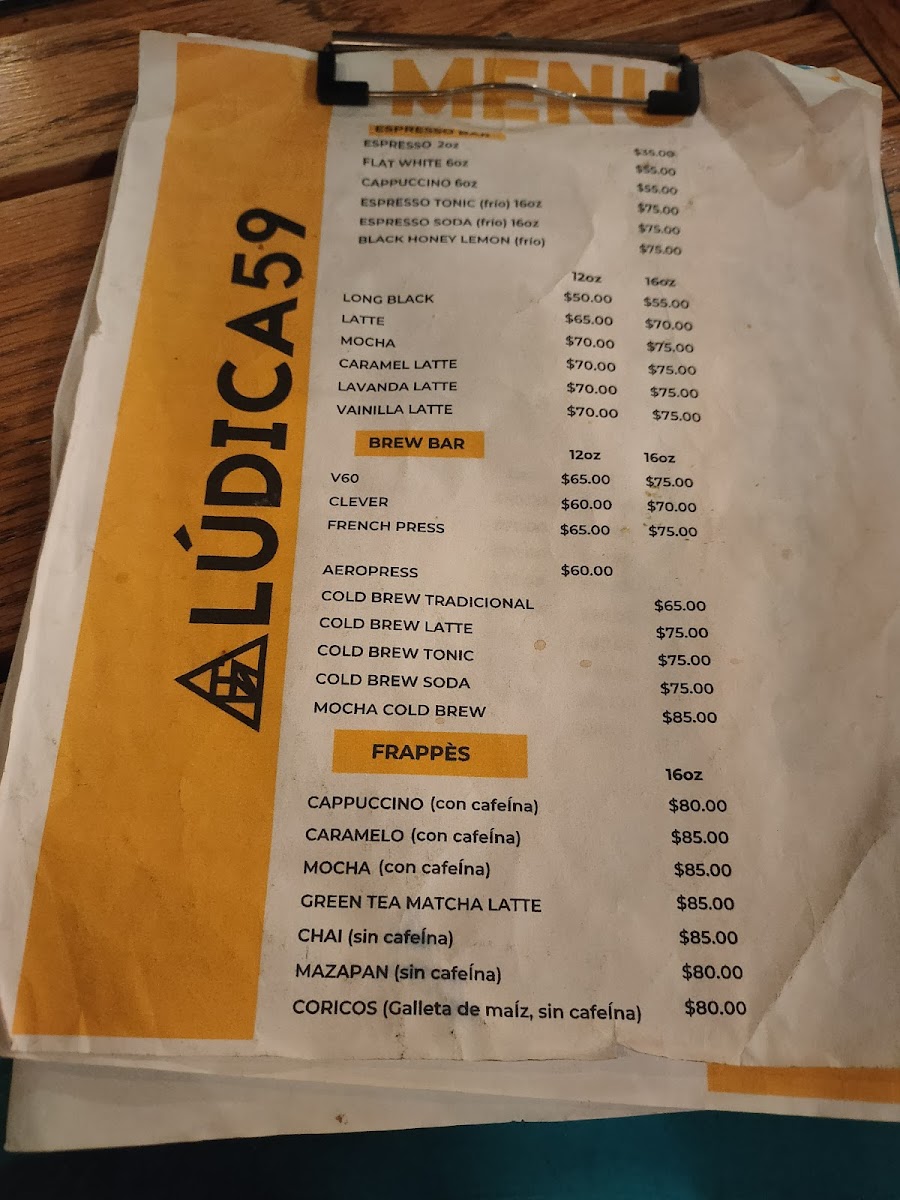 MENU
LÚDICA59
ESPRESSO BAR
ESPRESSO 2oz $35.00
FLAT WHITE 6oz $55.00
CAPPUCCINO 6oz $55.00
ESPRESSO TONIC (frío) 16oz $75.00
ESPRESSO SODA (frío) 16oz $75.00
BLACK HONEY LEMON (frío) $75.00
12oz 16oz
LONG BLACK $50.00 $55.00
LATTE $65.00 $70.00
MOCHA $70.00 $75.00
CARAMEL LATTE $70.00 $75.00
LAVANDA LATTE $70.00 $75.00
VAINILLA LATTE $70.00 $75.00
BREW BAR
12oz 16oz
V60 $65.00 $75.00
CLEVER $60.00 $70.00
FRENCH PRESS $65.00 $75.00
AEROPRESS $60.00
COLD BREW TRADICIONAL $65.00
COLD BREW LATTE $75.00
COLD BREW TONIC $75.00
COLD BREW SODA $75.00
MOCHA COLD BREW $85.00
FRAPPÈS
16oz
CAPPUCCINO (con cafeÍna) $80.00
CARAMELO (con cafeÍna) $85.00
MOCHA (con cafeÍna) $85.00
GREEN TEA MATCHA LATTE $85.00
CHAI (sin cafeÍna) $85.00
MAZAPAN (sin cafeÍna) $80.00
CORICOS (Galleta de maÍz, sin cafeÍna) $80.00